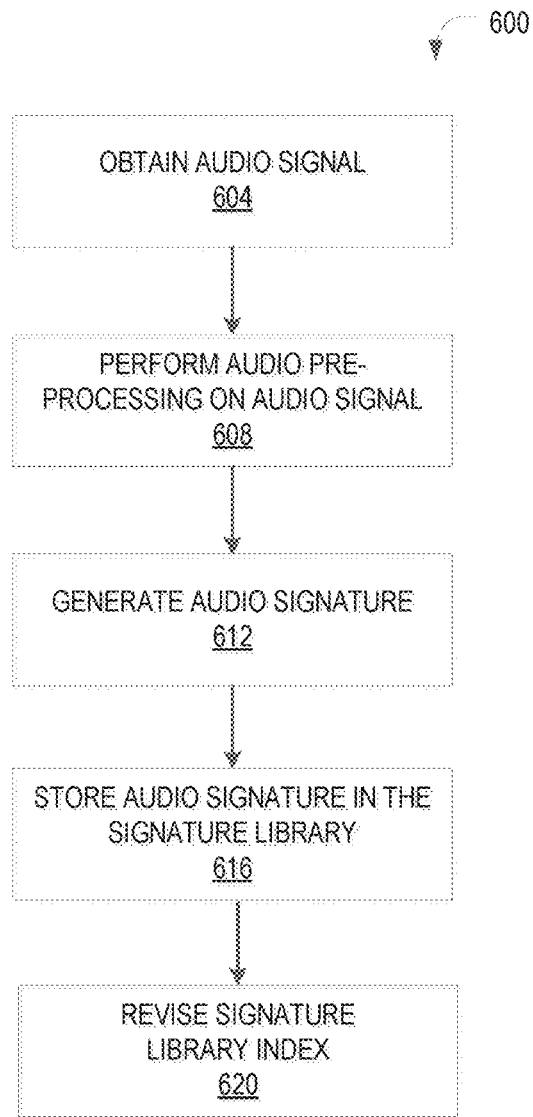 600
OBTAIN AUDIO SIGNAL
604
PERFORM AUDIO PRE-
PROCESSING ON AUDIO SIGNAL
608
GENERATE AUDIO SIGNATURE
612
STORE AUDIO SIGNATURE IN THE
SIGNATURE LIBRARY
616
REVISE SIGNATURE
LIBRARY INDEX
620